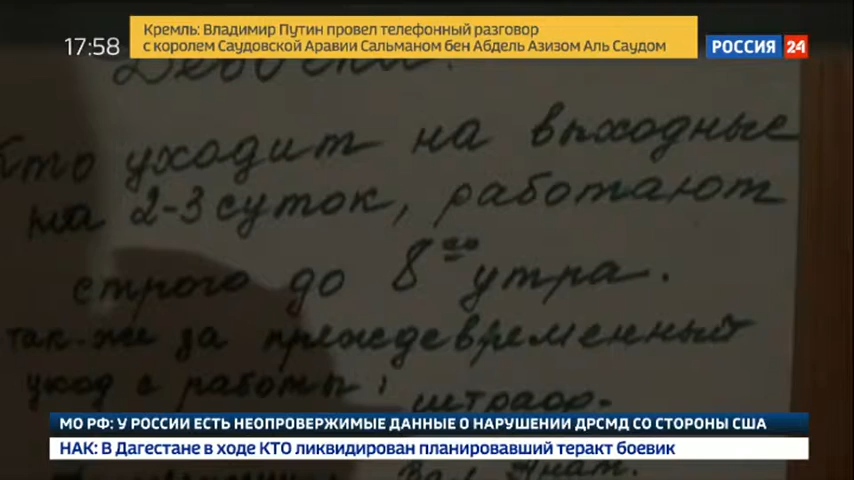 17:58
Кремль: Владимир Путин провел телефонный разговор
с королем Саудовской Аравии Сальманом бен Абдель Азизом Аль Саудом
РОССИЯ 24
Девочки!
Кто уходит на выходные
на 2-3 суток, работают
строго до 8 00 утра.
так-же за преждевременный
уход с работы,
МО РФ: У РОССИИ ЕСТЬ НЕОПРОВЕРЖИМЫЕ ДАННЫЕ О НАРУШЕНИИ ДРСМД СО СТОРОНЫ США
НАК: В Дагестане в ходе КТО ликвидирован планировавший теракт боевик